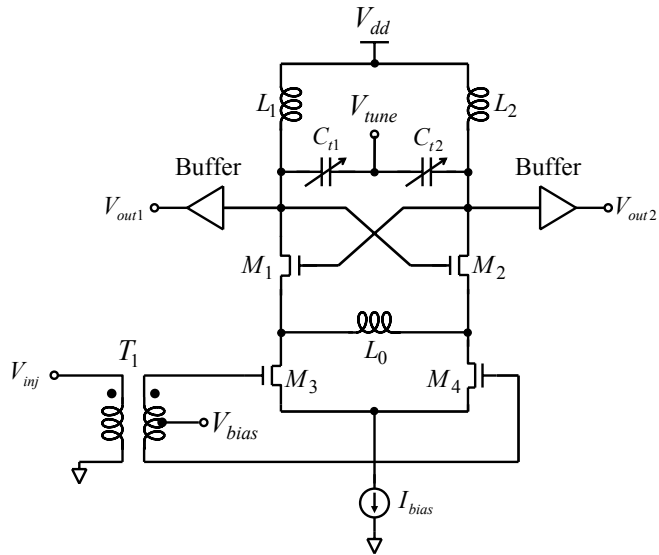 V_dd
L_1
V_tune
L_2
C_t1
C_t2
Buffer
Buffer
V_out1
V_out2
M_1
M_2
L_0
T_1
V_inj
M_3
M_4
V_bias
I_bias